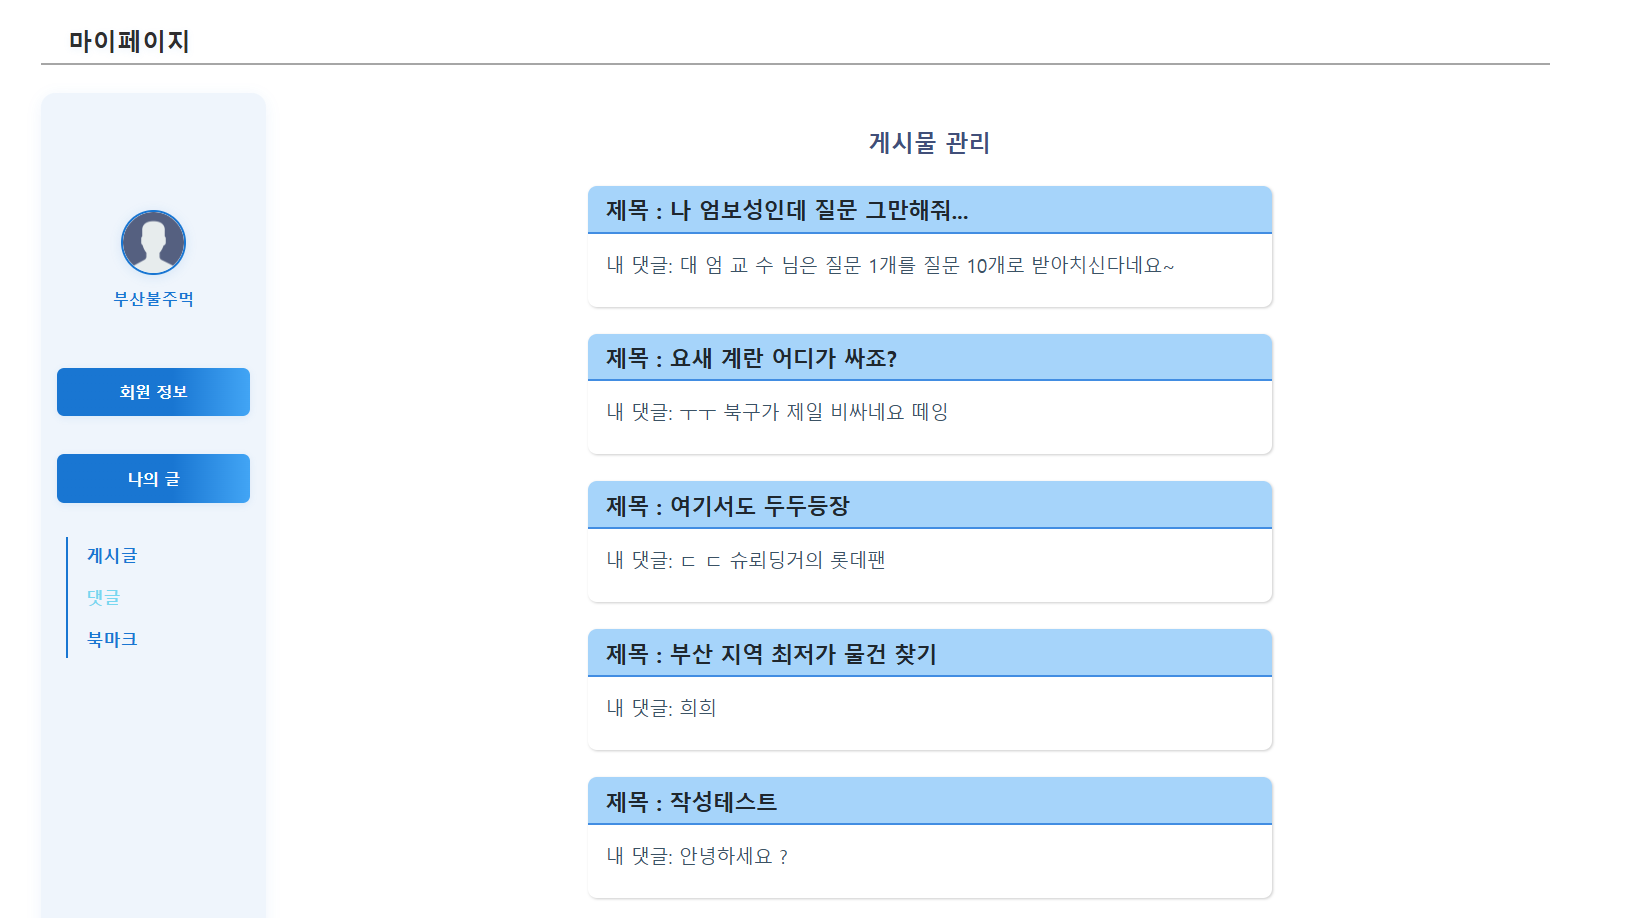 마이페이지
부산불주먹
회원 정보
나의 글
게시글
댓글
북마크
게시물 관리
제목 : 나 엄보성인데 질문 그만해줘...
내 댓글: 대 엄 교 수 님은 질문 1개를 질문 10개로 받아치신다네요~
제목 : 요새 계란 어디가 싸죠?
내 댓글: ㅜㅜ 북구가 제일 비싸네요 떼잉
제목 : 여기서도 두두등장
내 댓글: ㄷ ㄷ 슈뢰딩거의 롯데팬
제목 : 부산 지역 최저가 물건 찾기
내 댓글: 희희
제목 : 작성테스트
내 댓글: 안녕하세요 ?